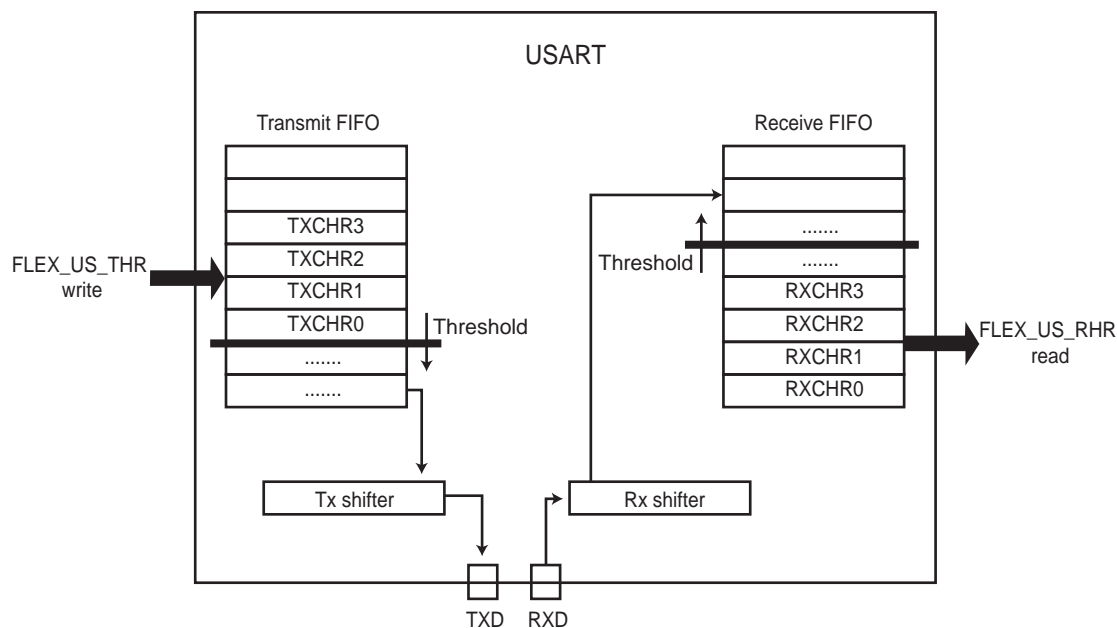 USART
Transmit FIFO
Receive FIFO
TXCHR3
TXCHR2
TXCHR1
TXCHR0
.......
.......
FLEX_US_THR
write
Threshold
.......
.......
RXCHR3
RXCHR2
RXCHR1
RXCHR0
Threshold
FLEX_US_RHR
read
Tx shifter
Rx shifter
TXD
RXD